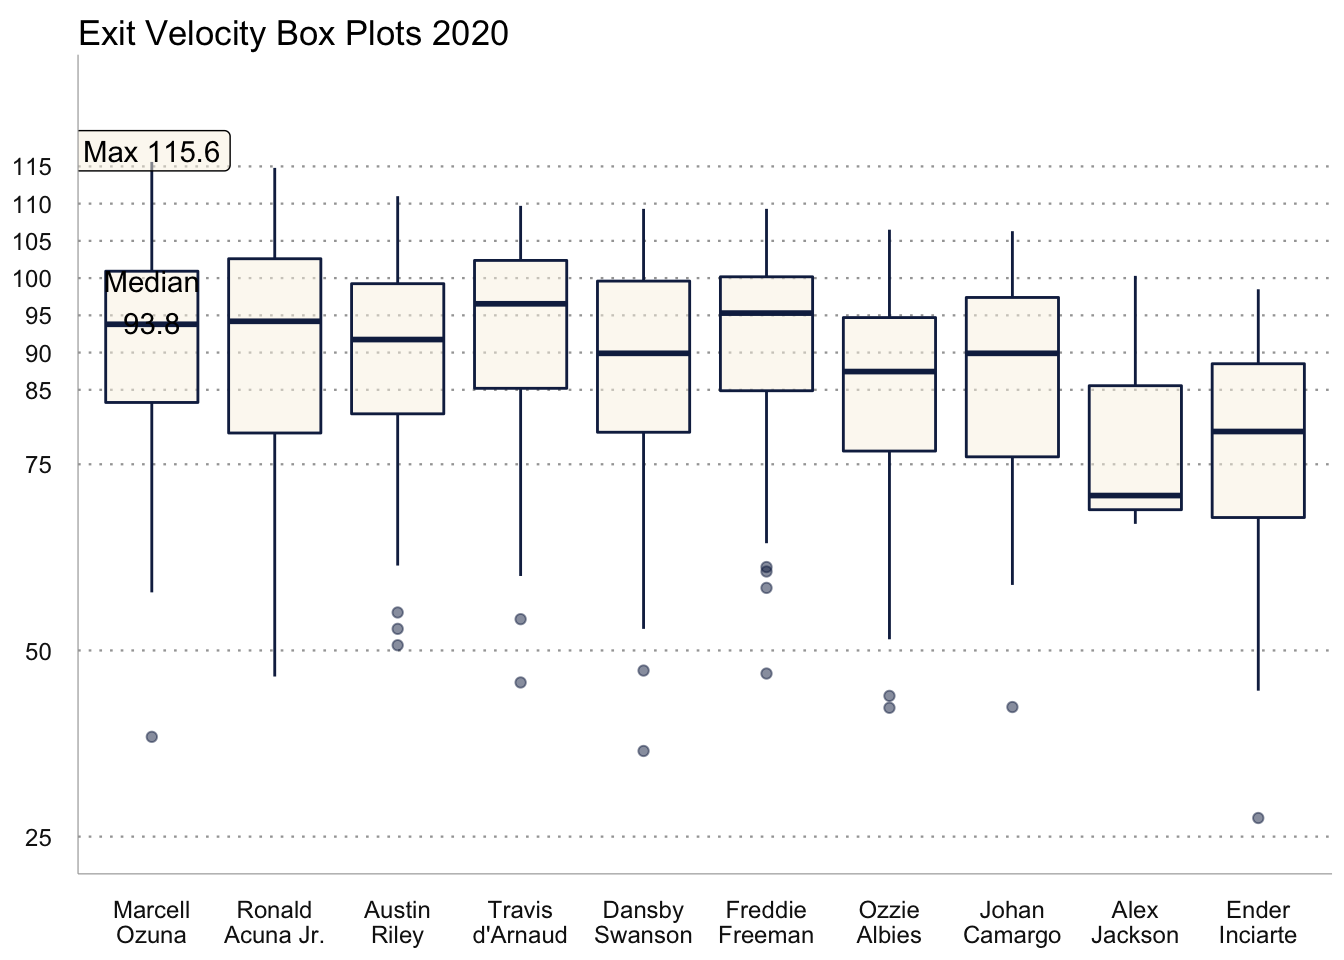 Exit Velocity Box Plots 2020
Max 115.6
Median
93.8
115
110
105
100
95
90
85
75
50
25
Marcell
Ozuna
Ronald
Acuna Jr.
Austin
Riley
Travis
d'Arnaud
Dansby
Swanson
Freddie
Freeman
Ozzie
Albies
Johan
Camargo
Alex
Jackson
Ender
Inciarte